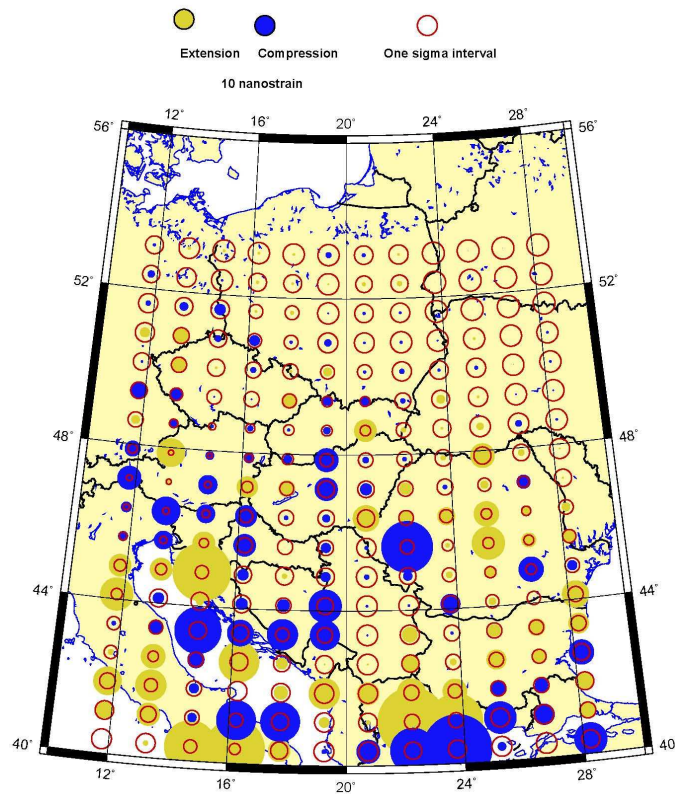 Extension Compression One sigma interval
10 nanostrain
12° 16° 20° 24° 28°
56° 56°
52° 52°
48° 48°
44° 44°
40° 40
12° 16° 20° 24° 28°